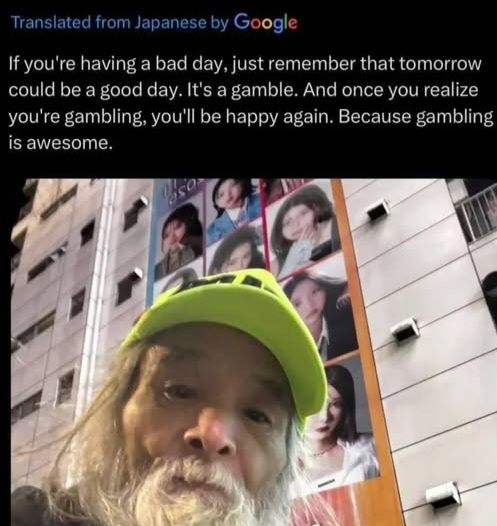 Translated from Japanese by Google
If you're having a bad day, just remember that tomorrow
could be a good day. It's a gamble. And once you realize
you're gambling, you'll be happy again. Because gambling
is awesome.